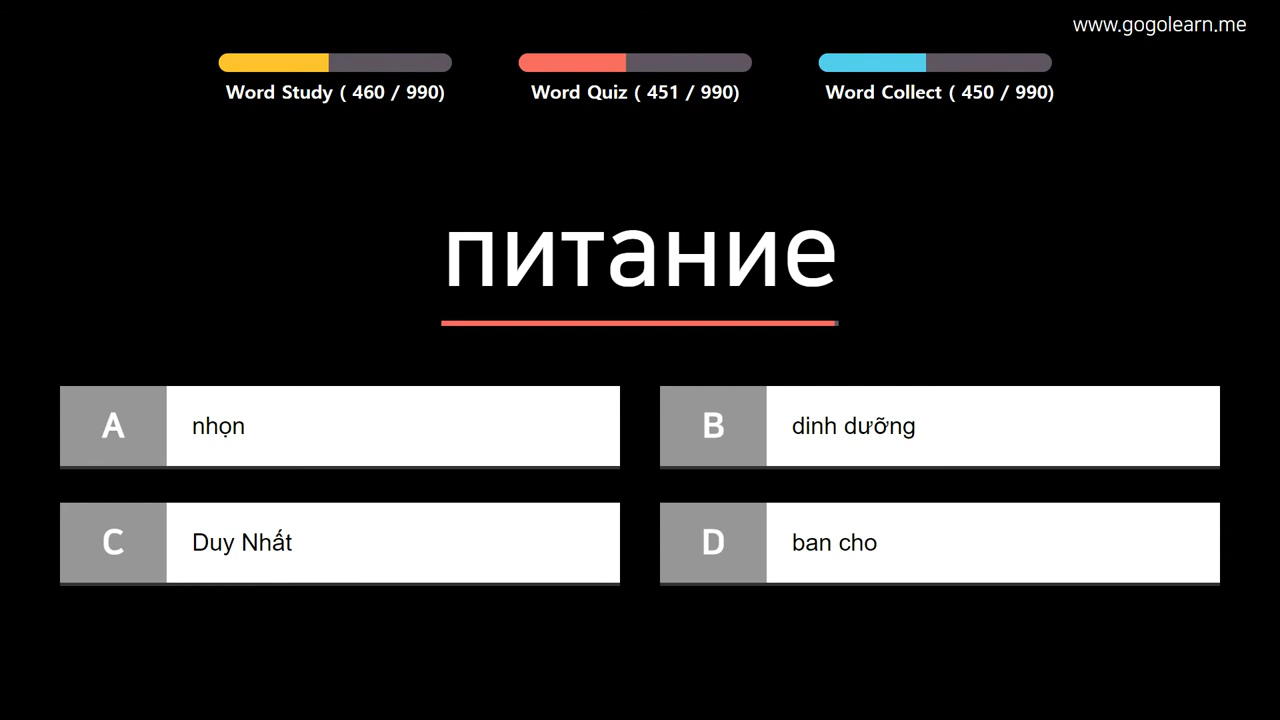 www.gogolearn.me
Word Study ( 460 / 990)
Word Quiz ( 451 / 990)
Word Collect ( 450 / 990)
питание
A nhọn
B dinh dưỡng
C Duy Nhất
D ban cho